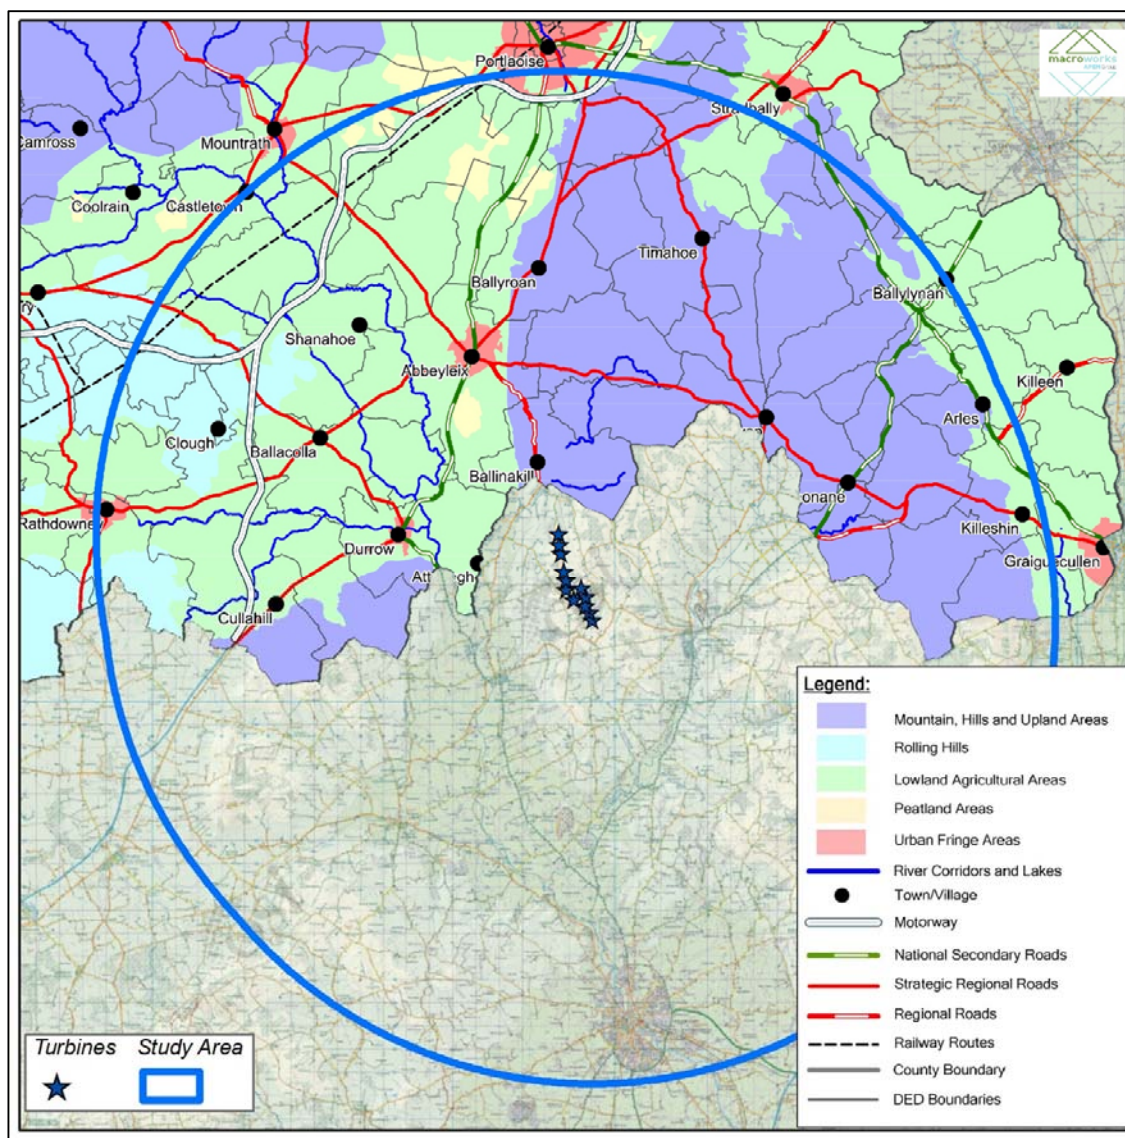 macroworks
Portlaoise
Stradbally
Camross
Mountrath
Coolrain
Castletown
Timahoe
Ballyroan
Ballylynan
ry
Shanahoe
Abbeyleix
Killeen
Arles
Clough
Ballacolla
Ballinakill
onane
Rathdowney
Killeshin
Durrow
Graiguecullen
Cullahill
Legend:
Mountain, Hills and Upland Areas
Rolling Hills
Lowland Agricultural Areas
Peatland Areas
Urban Fringe Areas
River Corridors and Lakes
Town/Village
Motorway
National Secondary Roads
Strategic Regional Roads
Regional Roads
Railway Routes
County Boundary
DED Boundaries
Turbines Study Area